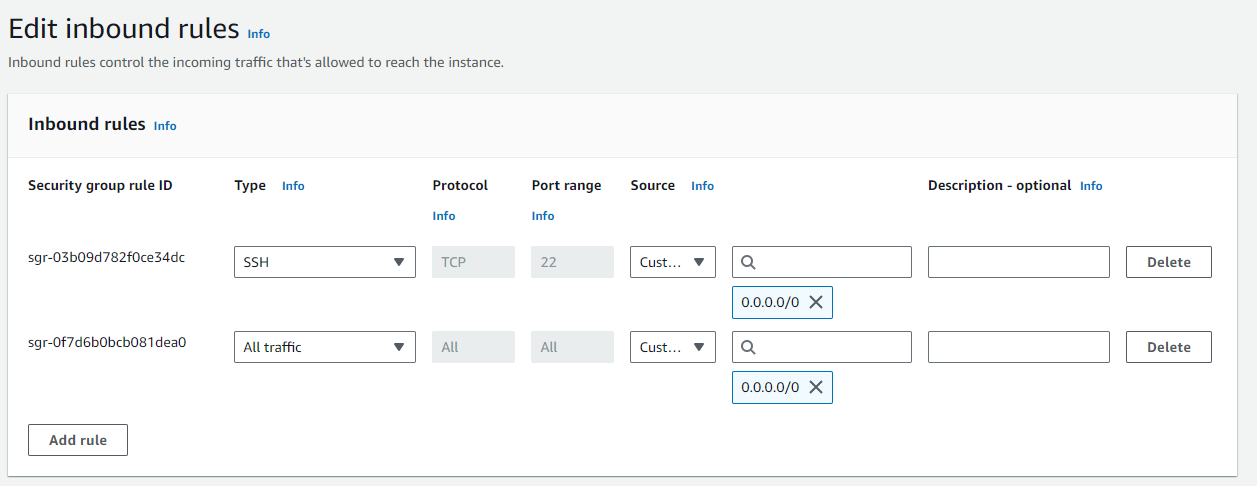 Edit inbound rules Info
Inbound rules control the incoming traffic that's allowed to reach the instance.
Inbound rules Info
Security group rule ID Type Info Protocol Info Port range Info Source Info Description - optional Info
sgr-03b09d782f0ce34dc SSH TCP 22 Cust... Delete
0.0.0.0/0
sgr-0f7d6b0bcb081dea0 All traffic All All Cust... Delete
0.0.0.0/0
Add rule